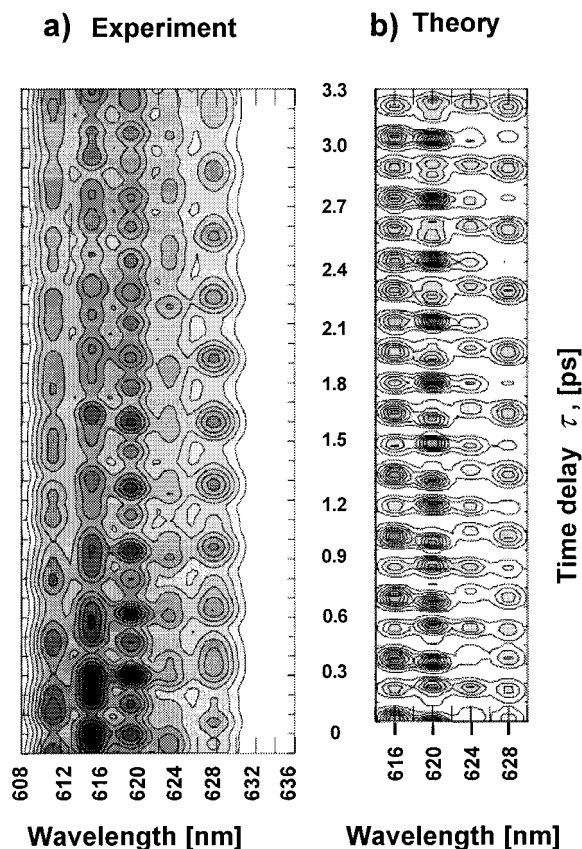 a) Experiment
b) Theory
3.3
3.0
2.7
2.4
2.1
1.8
1.5
1.2
0.9
0.6
0.3
0
Time delay τ, [ps]
608 612 616 620 624 628 632 636
616 620 624 628
Wavelength [nm]
Wavelength [nm]